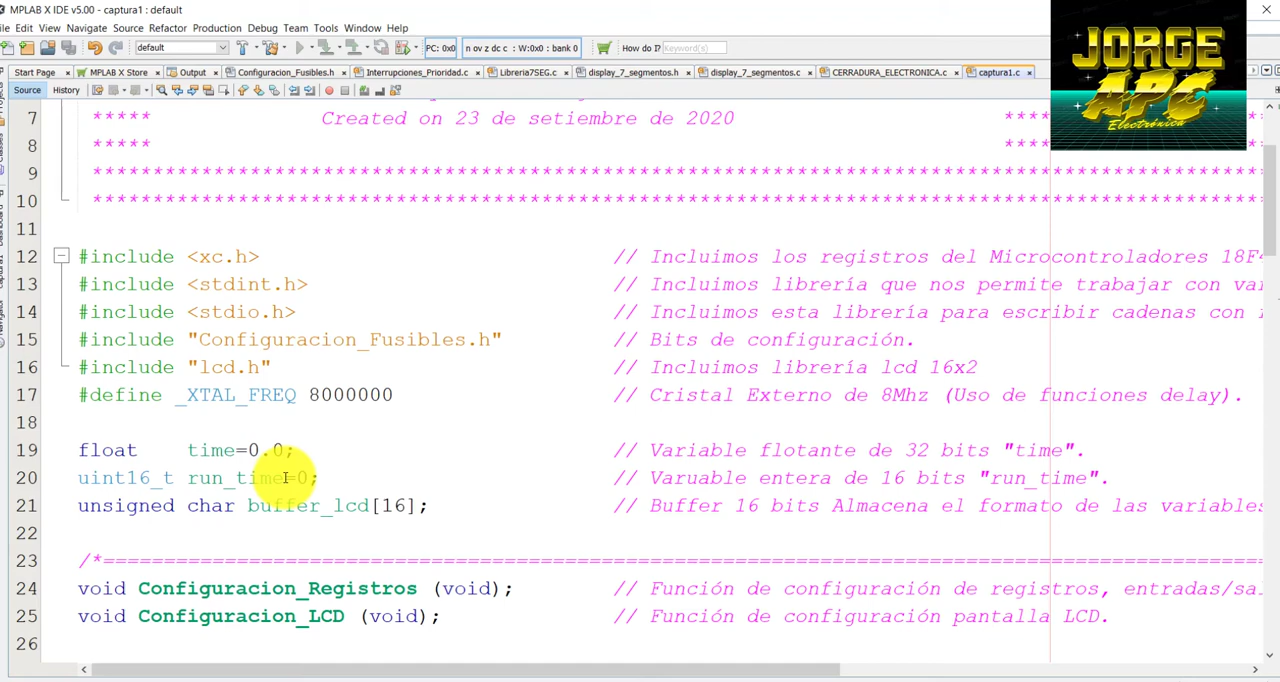 MPLAB X IDE v5.00 - captura1 : default
File Edit View Navigate Source Refactor Production Debug Team Tools Window Help
default PC: 0x0 n ov z dc c : W:0x0 : bank 0 How do I? Keyword(s)
Start Page MPLAB X Store Output Configuracion_Fusibles.h Interrupciones_Prioridad.c Libreria7SEG.c display_7_segmentos.h display_7_segmentos.c CERRADURA_ELECTRONICA.c captura1.c
Source History
JORGE
APC
Electrónica
7 ***** Created on 23 de setiembre de 2020 ****
8 ***** ****
9 ****************************************************************************************************
10 ****************************************************************************************************
11
12 #include <xc.h> // Incluimos los registros del Microcontroladores 18F4
13 #include <stdint.h> // Incluimos librería que nos permite trabajar con var
14 #include <stdio.h> // Incluimos esta librería para escribir cadenas con
15 #include "Configuracion_Fusibles.h" // Bits de configuración.
16 #include "lcd.h" // Incluimos librería lcd 16x2
17 #define _XTAL_FREQ 8000000 // Cristal Externo de 8Mhz (Uso de funciones delay).
18
19 float time=0.0; // Variable flotante de 32 bits "time".
20 uint16_t run_time=0; // Varuable entera de 16 bits "run_time".
21 unsigned char buffer_lcd[16]; // Buffer 16 bits Almacena el formato de las variables
22
23 /*================================================================================
24 void Configuracion_Registros (void); // Función de configuración de registros, entradas/sal
25 void Configuracion_LCD (void); // Función de configuración pantalla LCD.
26